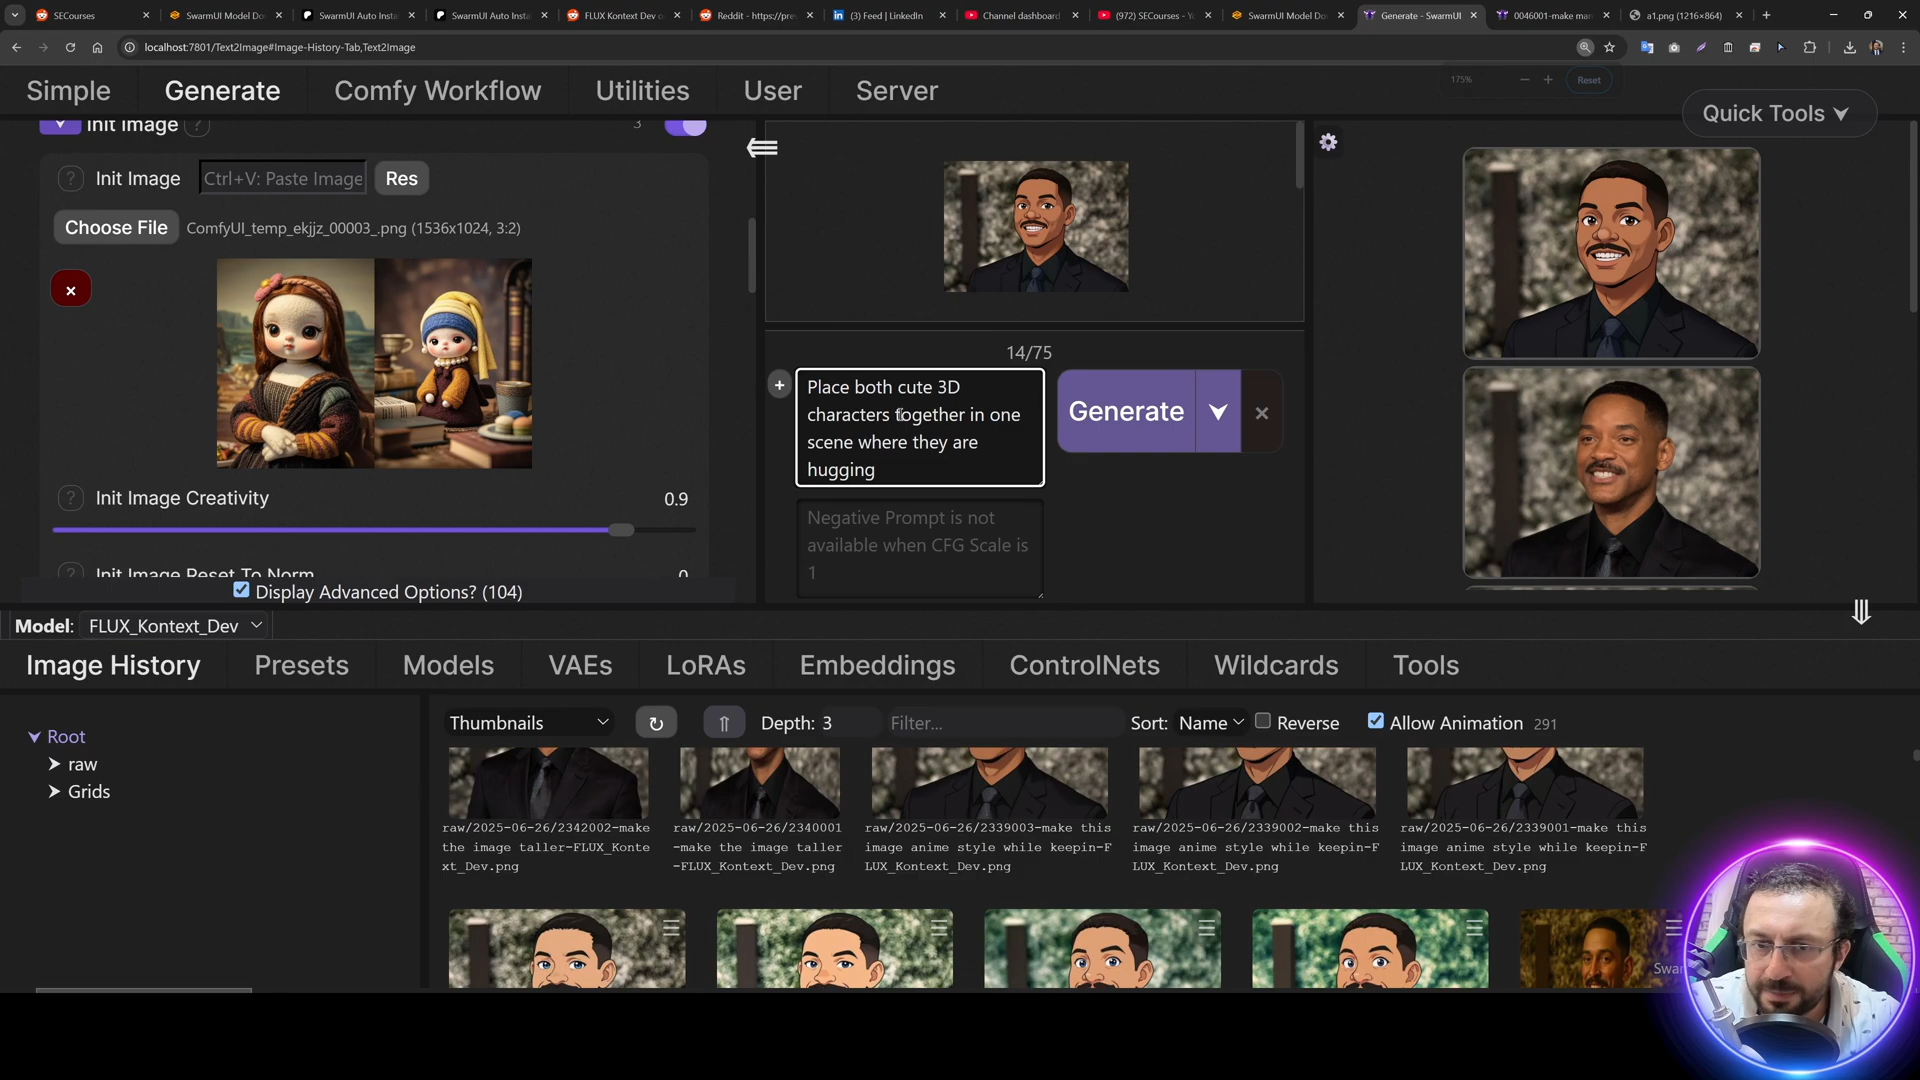 SECourses
SwarmUI Model Do
SwarmUI Auto Insta
SwarmUI Auto Insta
FLUX Kontext Dev o
Reddit - https://prev
(3) Feed | LinkedIn
Channel dashboard
(972) SECourses - Yo
SwarmUI Model Do
Generate - SwarmUI
0046001-make man
a1.png (1216×864)
localhost:7801/Text2Image#Image-History-Tab,Text2Image
175%
Reset
Simple
Generate
Comfy Workflow
Utilities
User
Server
Quick Tools
Init Image
?
3
? Init Image
Ctrl+V: Paste Image
Res
Choose File
ComfyUI_temp_ekjjz_00003_.png (1536x1024, 3:2)
×
? Init Image Creativity
0.9
? Init Image Reset To Norm
0
Display Advanced Options? (104)
14/75
+
Place both cute 3D
characters together in one
scene where they are
hugging
Generate
×
Negative Prompt is not
available when CFG Scale is
1
Model: FLUX_Kontext_Dev
Image History
Presets
Models
VAEs
LoRAs
Embeddings
ControlNets
Wildcards
Tools
Root
raw
Grids
Thumbnails
Depth: 3
Filter...
Sort: Name
Reverse
Allow Animation
291
raw/2025-06-26/2342002-make
the image taller-FLUX_Konte
xt_Dev.png
raw/2025-06-26/2340001
-make the image taller
-FLUX_Kontext_Dev.png
raw/2025-06-26/2339003-make this
image anime style while keepin-F
LUX_Kontext_Dev.png
raw/2025-06-26/2339002-make this
image anime style while keepin-F
LUX_Kontext_Dev.png
raw/2025-06-26/2339001-make this
image anime style while keepin-F
LUX_Kontext_Dev.png